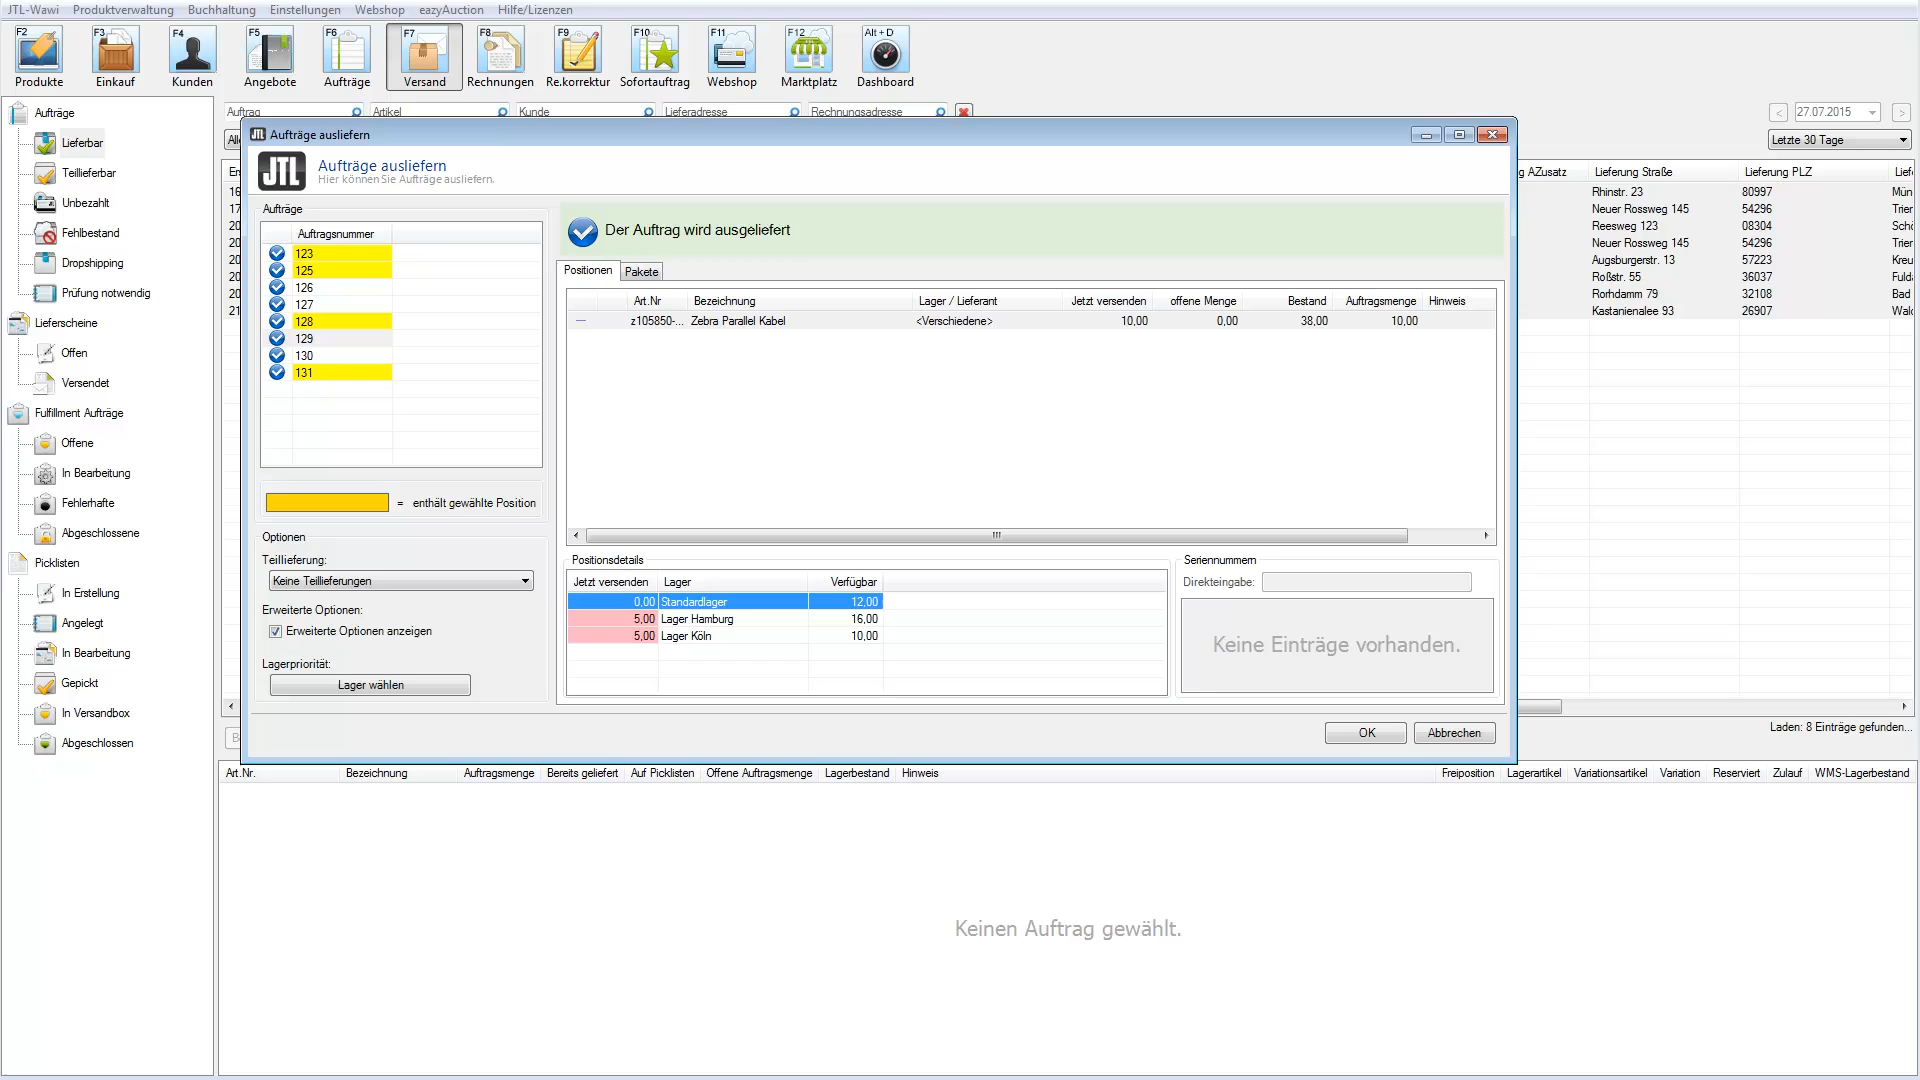 JTL-Wawi Produktverwaltung Buchhaltung Einstellungen Webshop eazyAuction Hilfe/Lizenzen
F2 F3 F4 F5 F6 F7 F8 F9 F10 F11 F12 Alt + D
Produkte Einkauf Kunden Angebote Aufträge Versand Rechnungen Re.korrektur Sofortauftrag Webshop Marktplatz Dashboard
Aufträge
Lieferbar
Teillieferbar
Unbezahlt
Fehlbestand
Dropshipping
Prüfung notwendig
Lieferscheine
Offen
Versendet
Fulfillment Aufträge
Offene
In Bearbeitung
Fehlerhafte
Abgeschlossene
Picklisten
In Erstellung
Angelegt
In Bearbeitung
Gepickt
In Versandbox
Abgeschlossen
Auftrag Artikel Kunde Lieferadresse Rechnungsadresse
< 27.07.2015 >
Letzte 30 Tage
Aufträge ausliefern
JTL Aufträge ausliefern
Hier können Sie Aufträge ausliefern.
Aufträge
Auftragsnummer
123
125
126
127
128
129
130
131
= enthält gewählte Position
Optionen
Teillieferung:
Keine Teillieferungen
Erweiterte Optionen:
Erweiterte Optionen anzeigen
Lagerpriorität:
Lager wählen
Der Auftrag wird ausgeliefert
Positionen Pakete
Art.Nr Bezeichnung Lager / Lieferant Jetzt versenden offene Menge Bestand Auftragsmenge Hinweis
z105850-... Zebra Parallel Kabel <Verschiedene> 10,00 0,00 38,00 10,00
Positionsdetails
Jetzt versenden Lager Verfügbar
0,00 Standardlager 12,00
5,00 Lager Hamburg 16,00
5,00 Lager Köln 10,00
Seriennummern
Direkteingabe:
Keine Einträge vorhanden.
OK Abbrechen
AZusatz Lieferung Straße Lieferung PLZ
Rhinstr. 23 80997
Neuer Rossweg 145 54296
Reesweg 123 08304
Neuer Rossweg 145 54296
Augsburgerstr. 13 57223
Roßstr. 55 36037
Rorhdamm 79 32108 Bad
Kastanienalee 93 26907
Laden: 8 Einträge gefunden...
Art.Nr. Bezeichnung Auftragsmenge Bereits geliefert Auf Picklisten Offene Auftragsmenge Lagerbestand Hinweis Freiposition Lagerartikel Variationsartikel Variation Reserviert Zulauf WMS-Lagerbestand
Keinen Auftrag gewählt.